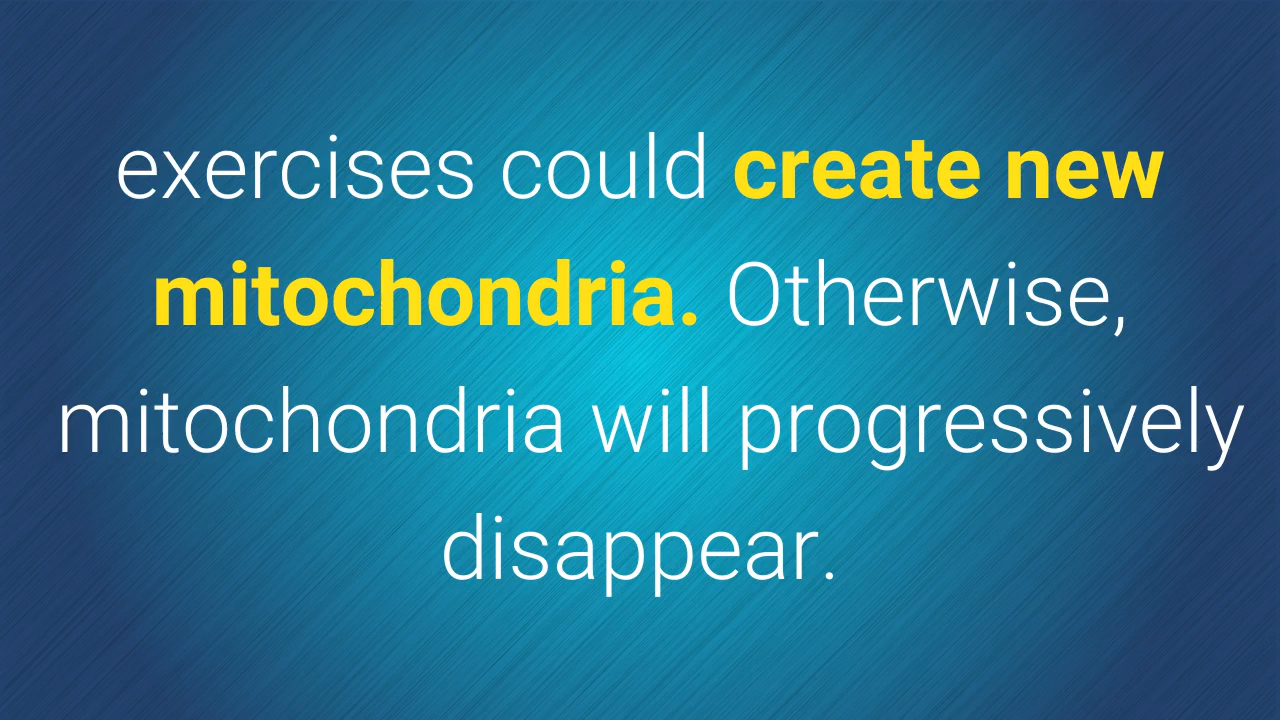 exercises could create new
mitochondria. Otherwise,
mitochondria will progressively
disappear.